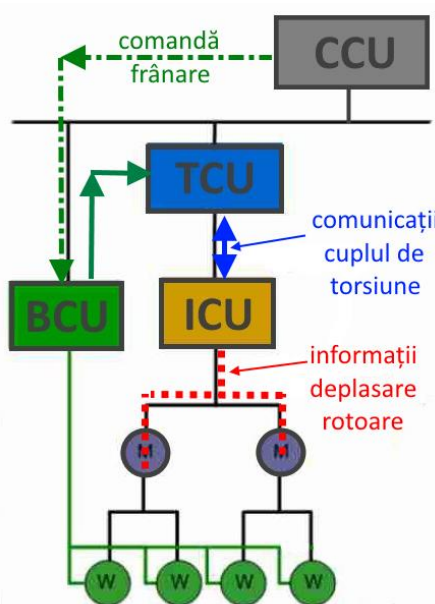 comandă
frânare
CCU
TCU
comunicații
cuplul de
torsiune
BCU
ICU
informații
deplasare
rotoare
M
M
W
W
W
W